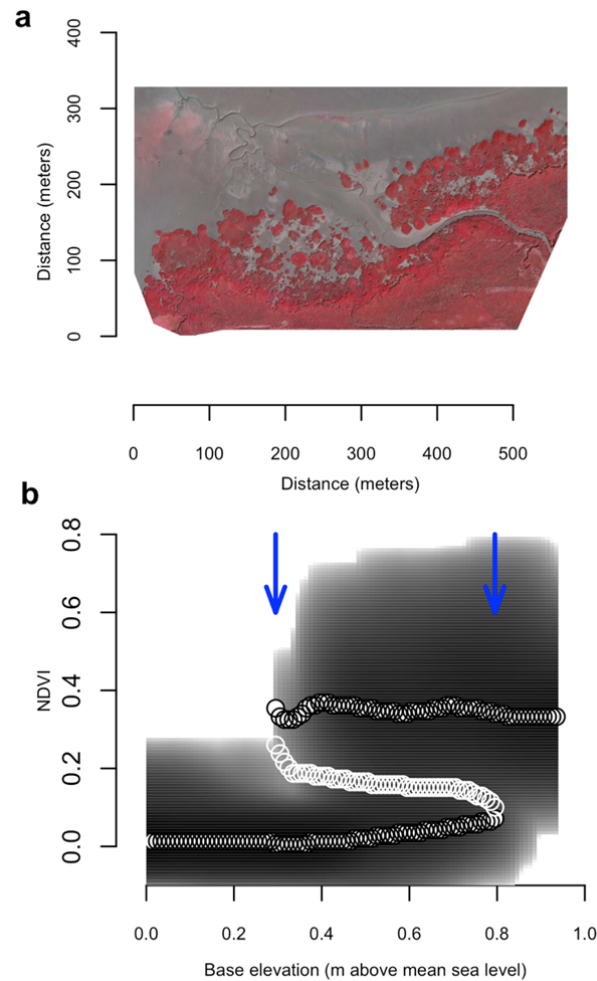 a
400
300
200
100
0
Distance (meters)
0 100 200 300 400 500
Distance (meters)
b
0.8
0.6
0.4
0.2
0.0
NDVI
0.0 0.2 0.4 0.6 0.8 1.0
Base elevation (m above mean sea level)